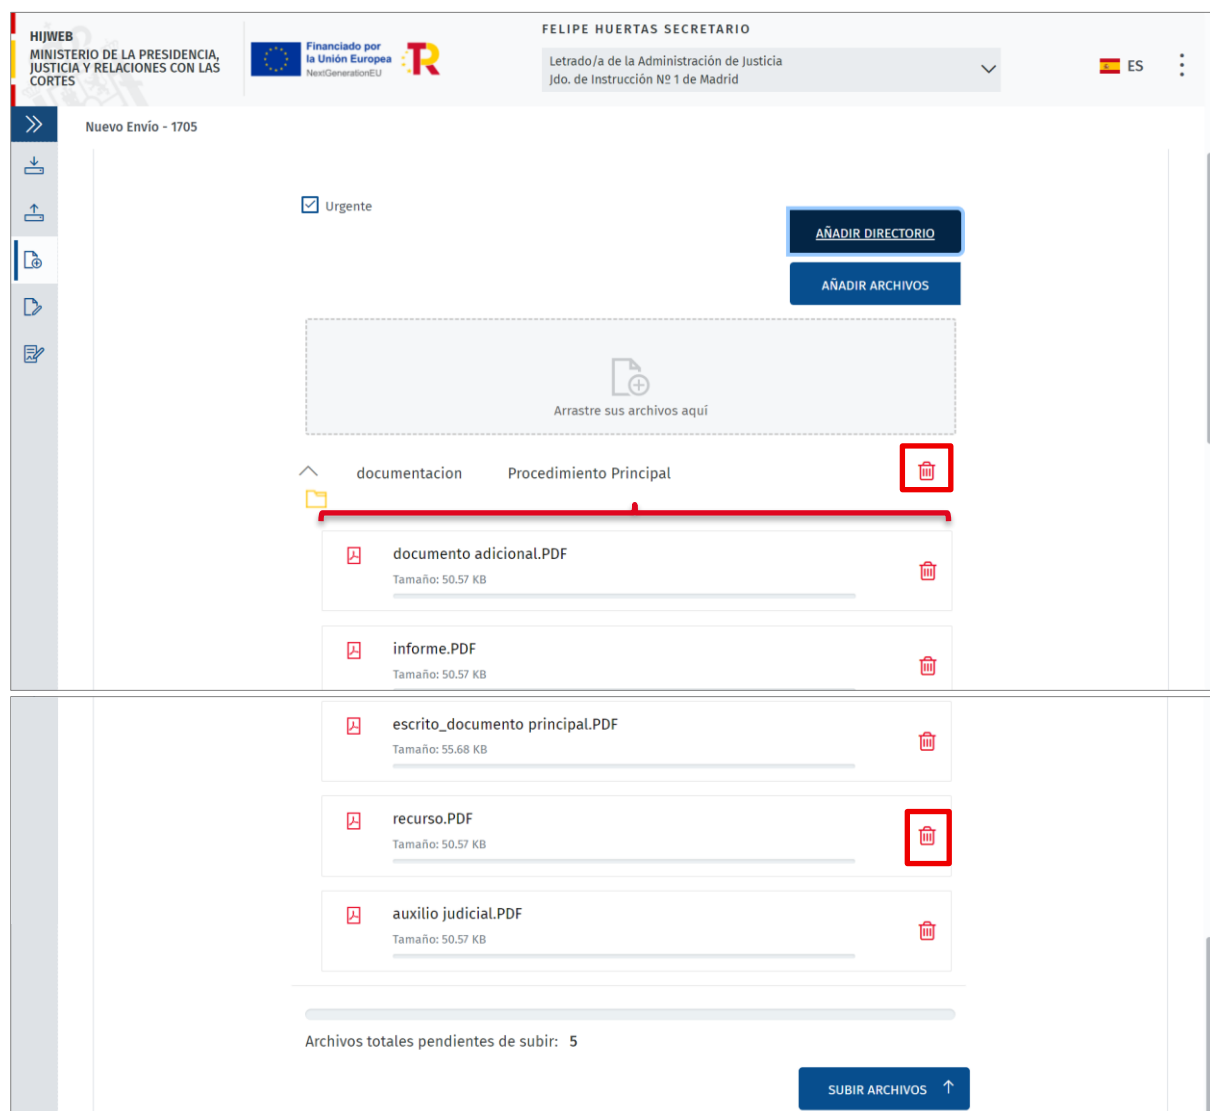 HIJWEB
MINISTERIO DE LA PRESIDENCIA,
JUSTICIA Y RELACIONES CON LAS
CORTES
Financiado por
la Unión Europea
NextGenerationEU
FELIPE HUERTAS SECRETARIO
Letrado/a de la Administración de Justicia
Jdo. de Instrucción Nº 1 de Madrid
ES
Nuevo Envío - 1705
Urgente
AÑADIR DIRECTORIO
AÑADIR ARCHIVOS
Arrastre sus archivos aquí
documentacion Procedimiento Principal
documento adicional.PDF
Tamaño: 50.57 KB
informe.PDF
Tamaño: 50.57 KB
escrito_documento principal.PDF
Tamaño: 55.68 KB
recurso.PDF
Tamaño: 50.57 KB
auxilio judicial.PDF
Tamaño: 50.57 KB
Archivos totales pendientes de subir: 5
SUBIR ARCHIVOS